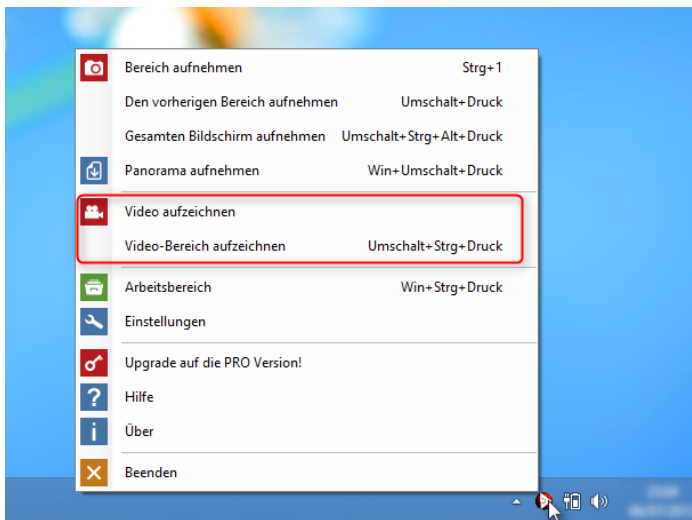 Bereich aufnehmen Strg+1
Den vorherigen Bereich aufnehmen Umschalt+Druck
Gesamten Bildschirm aufnehmen Umschalt+Strg+Alt+Druck
Panorama aufnehmen Win+Umschalt+Druck
Video aufzeichnen
Video-Bereich aufzeichnen Umschalt+Strg+Druck
Arbeitsbereich Win+Strg+Druck
Einstellungen
Upgrade auf die PRO Version!
Hilfe
Über
Beenden